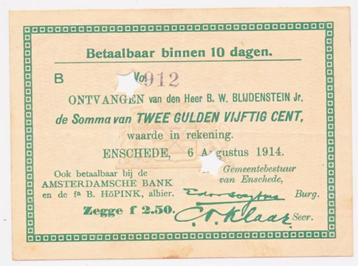 Betaalbaar binnen 10 dagen.
B No. 912
ONTVANGEN van den Heer B. W. BLIJDENSTEIN Jr.
de Somma van TWEE GULDEN VIJFTIG CENT,
waarde in rekening.
ENSCHEDE, 6 Augustus 1914.
Ook betaalbaar bij de
AMSTERDAMSCHE BANK
en de fa B. HöPINK, alhier.
Zegge f 2.50.
Gemeentebestuur
van Enschede,
Burg.
Secr.